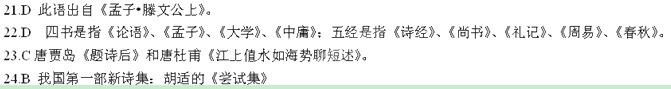 21.D 此语出自《孟子•滕文公上》。
22.D 四书是指《论语》、《孟子》、《大学》、《中庸》；五经是指《诗经》、《尚书》、《礼记》、《周易》、《春秋》。
23.C 唐贾岛《题诗后》和唐杜甫《江上值水如海势聊短述》。
24.B 我国第一部新诗集：胡适的《尝试集》